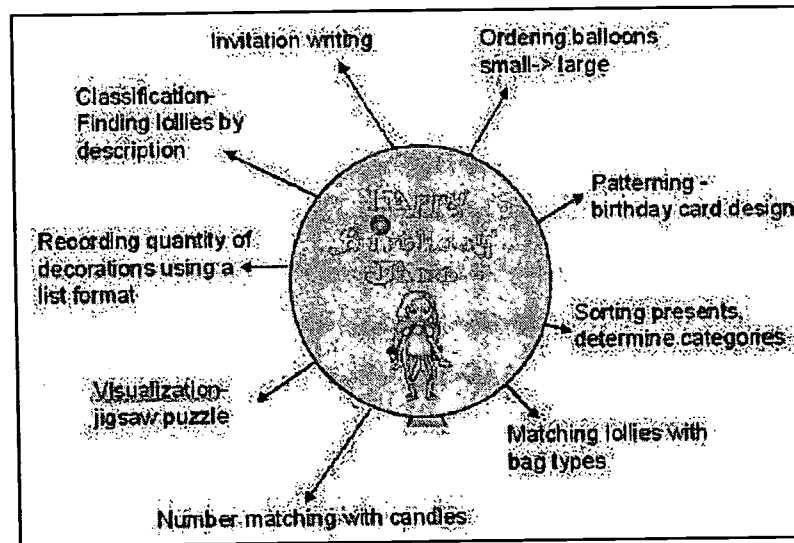 Invitation writing
Ordering balloons
small-> large
Classification-
Finding lollies by
description
Patterning -
birthday card design
Recording quantity of
decorations using a
list format
Happy
Birthday
Sorting presents,
determine categories
Visualization-
jigsaw puzzle
Matching lollies with
bag types
Number matching with candles